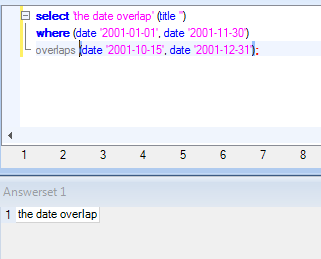 select 'the date overlap' (title '')
where (date '2001-01-01', date '2001-11-30')
overlaps (date '2001-10-15', date '2001-12-31');
1 2 3 4 5 6 7 8
Answerset 1
1 the date overlap